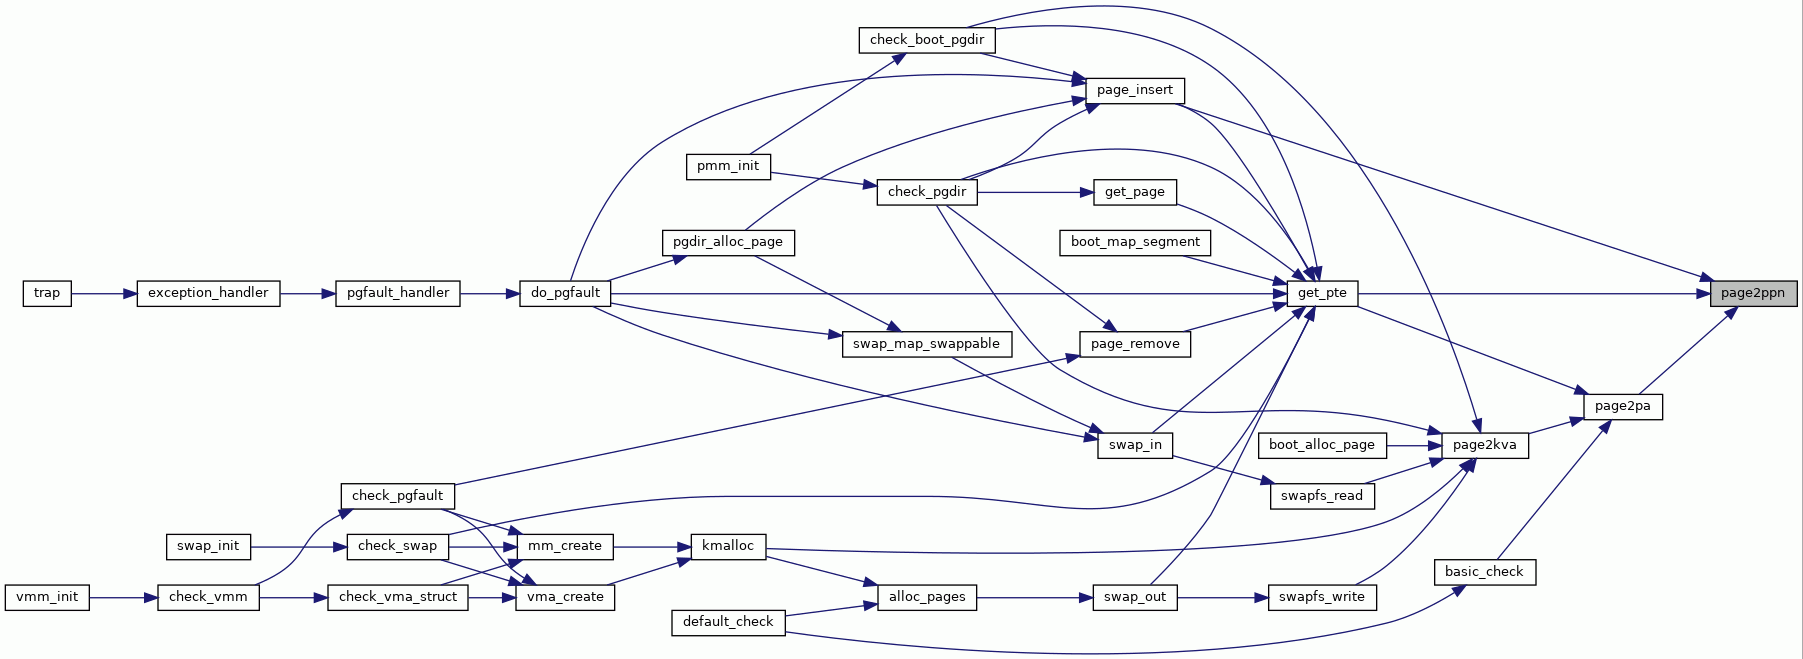 check_boot_pgdir
page_insert
pmm_init
check_pgdir
get_page
pgdir_alloc_page
boot_map_segment
trap
exception_handler
pgfault_handler
do_pgfault
get_pte
page2ppn
swap_map_swappable
page_remove
page2pa
swap_in
boot_alloc_page
page2kva
check_pgfault
swapfs_read
swap_init
check_swap
mm_create
kmalloc
basic_check
vmm_init
check_vmm
check_vma_struct
vma_create
alloc_pages
swap_out
swapfs_write
default_check